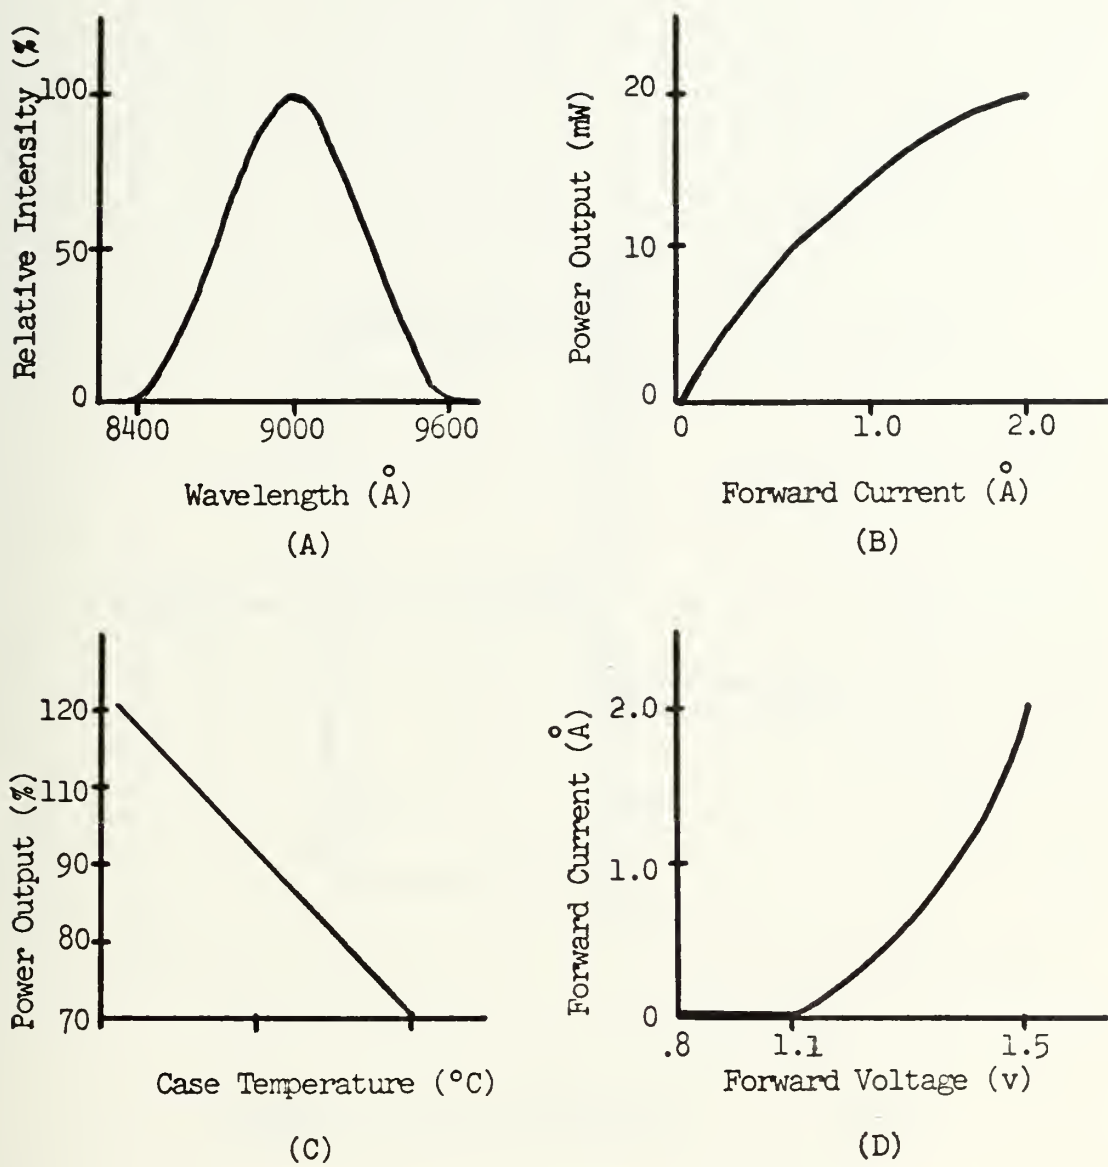 Relative Intensity (%)
100
50
0
8400 9000 9600
Wavelength (Å)
(A)
Power Output (mW)
20
10
0
0 1.0 2.0
Forward Current (Å)
(B)
Power Output (%)
120
110
90
80
70
Case Temperature (°C)
(C)
Forward Current (Å)
2.0
1.0
0
.8 1.1 1.5
Forward Voltage (v)
(D)